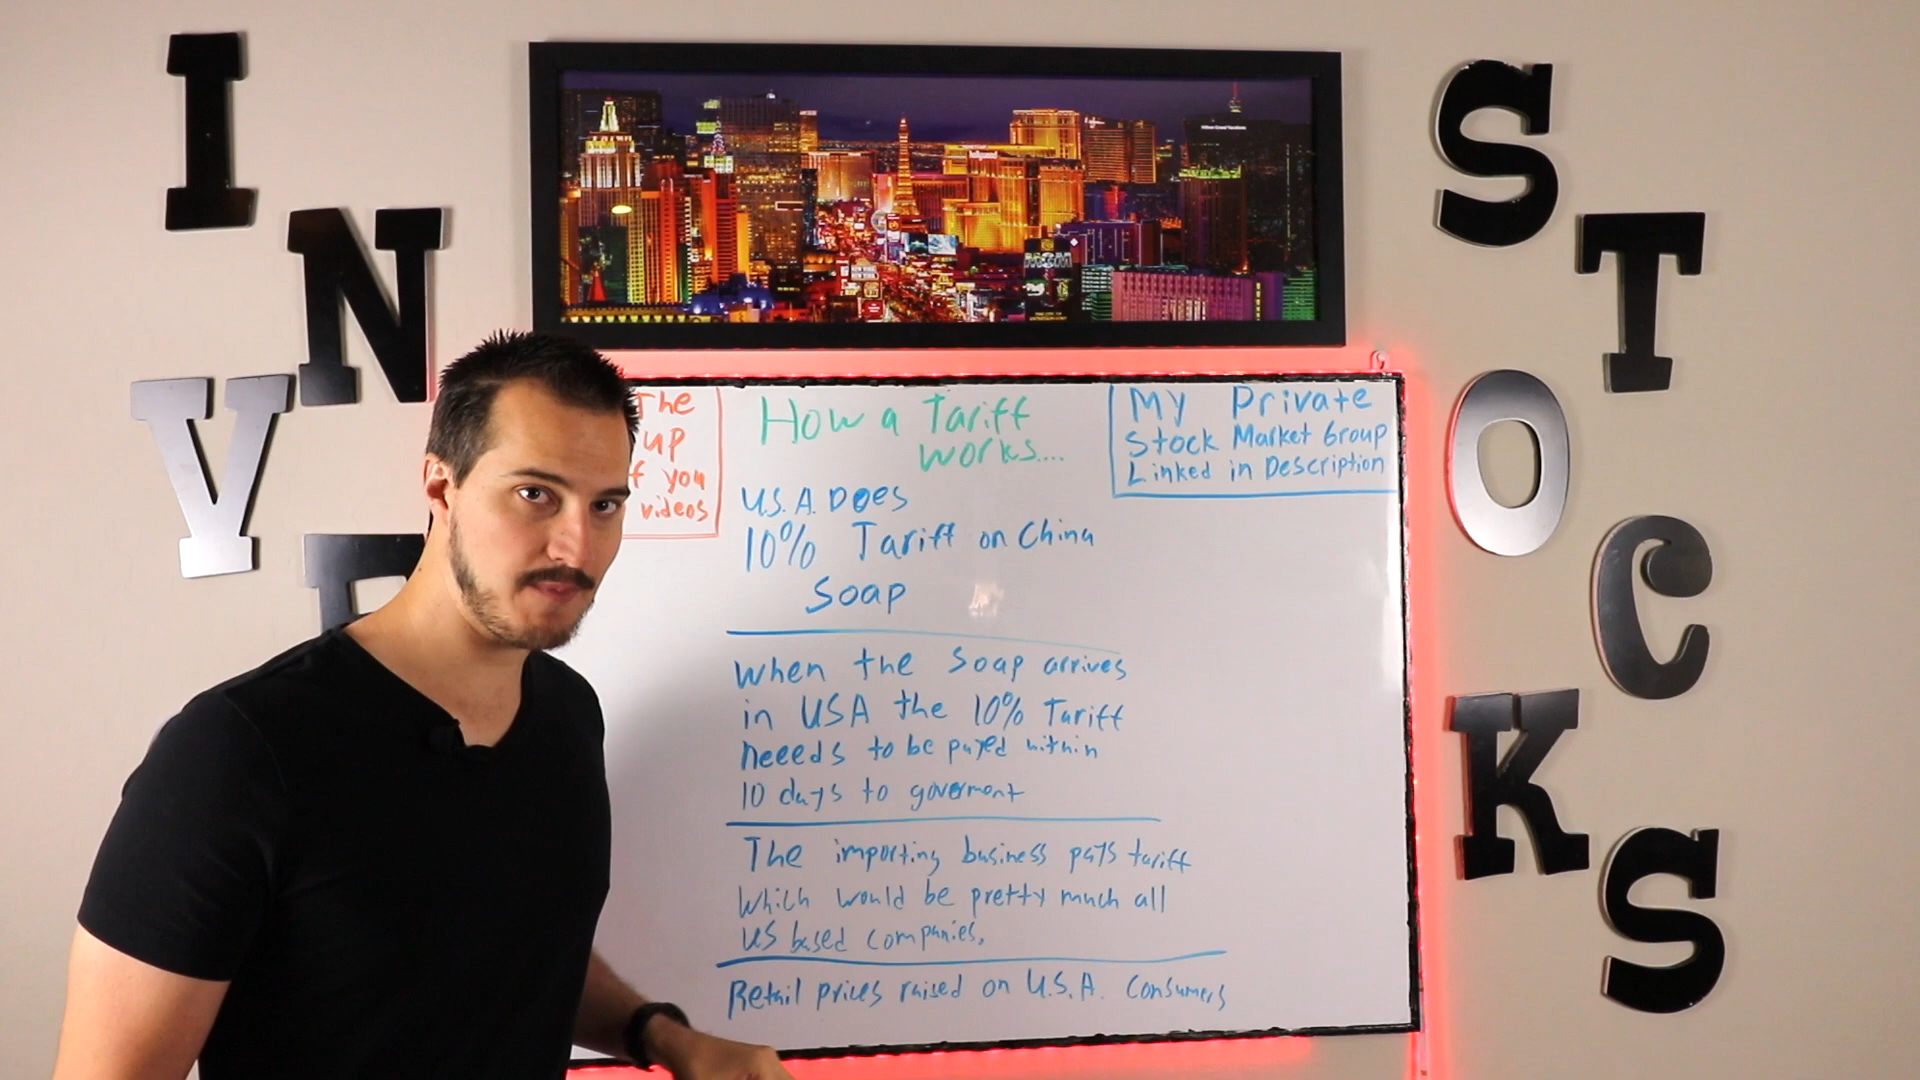 I
N
V
E
S
T
O
C
K
S
The
up
f you
videos
How a Tariff
works....
My Private
Stock Market Group
Linked in Description
U.S.A. Does
10% Tariff on China
Soap
When the Soap arrives
in USA the 10% Tariff
neeeds to be payed within
10 days to goverment
The importing business pays tariff
Which would be pretty much all
US based companies.
Retail prices raised on U.S.A. Consumers